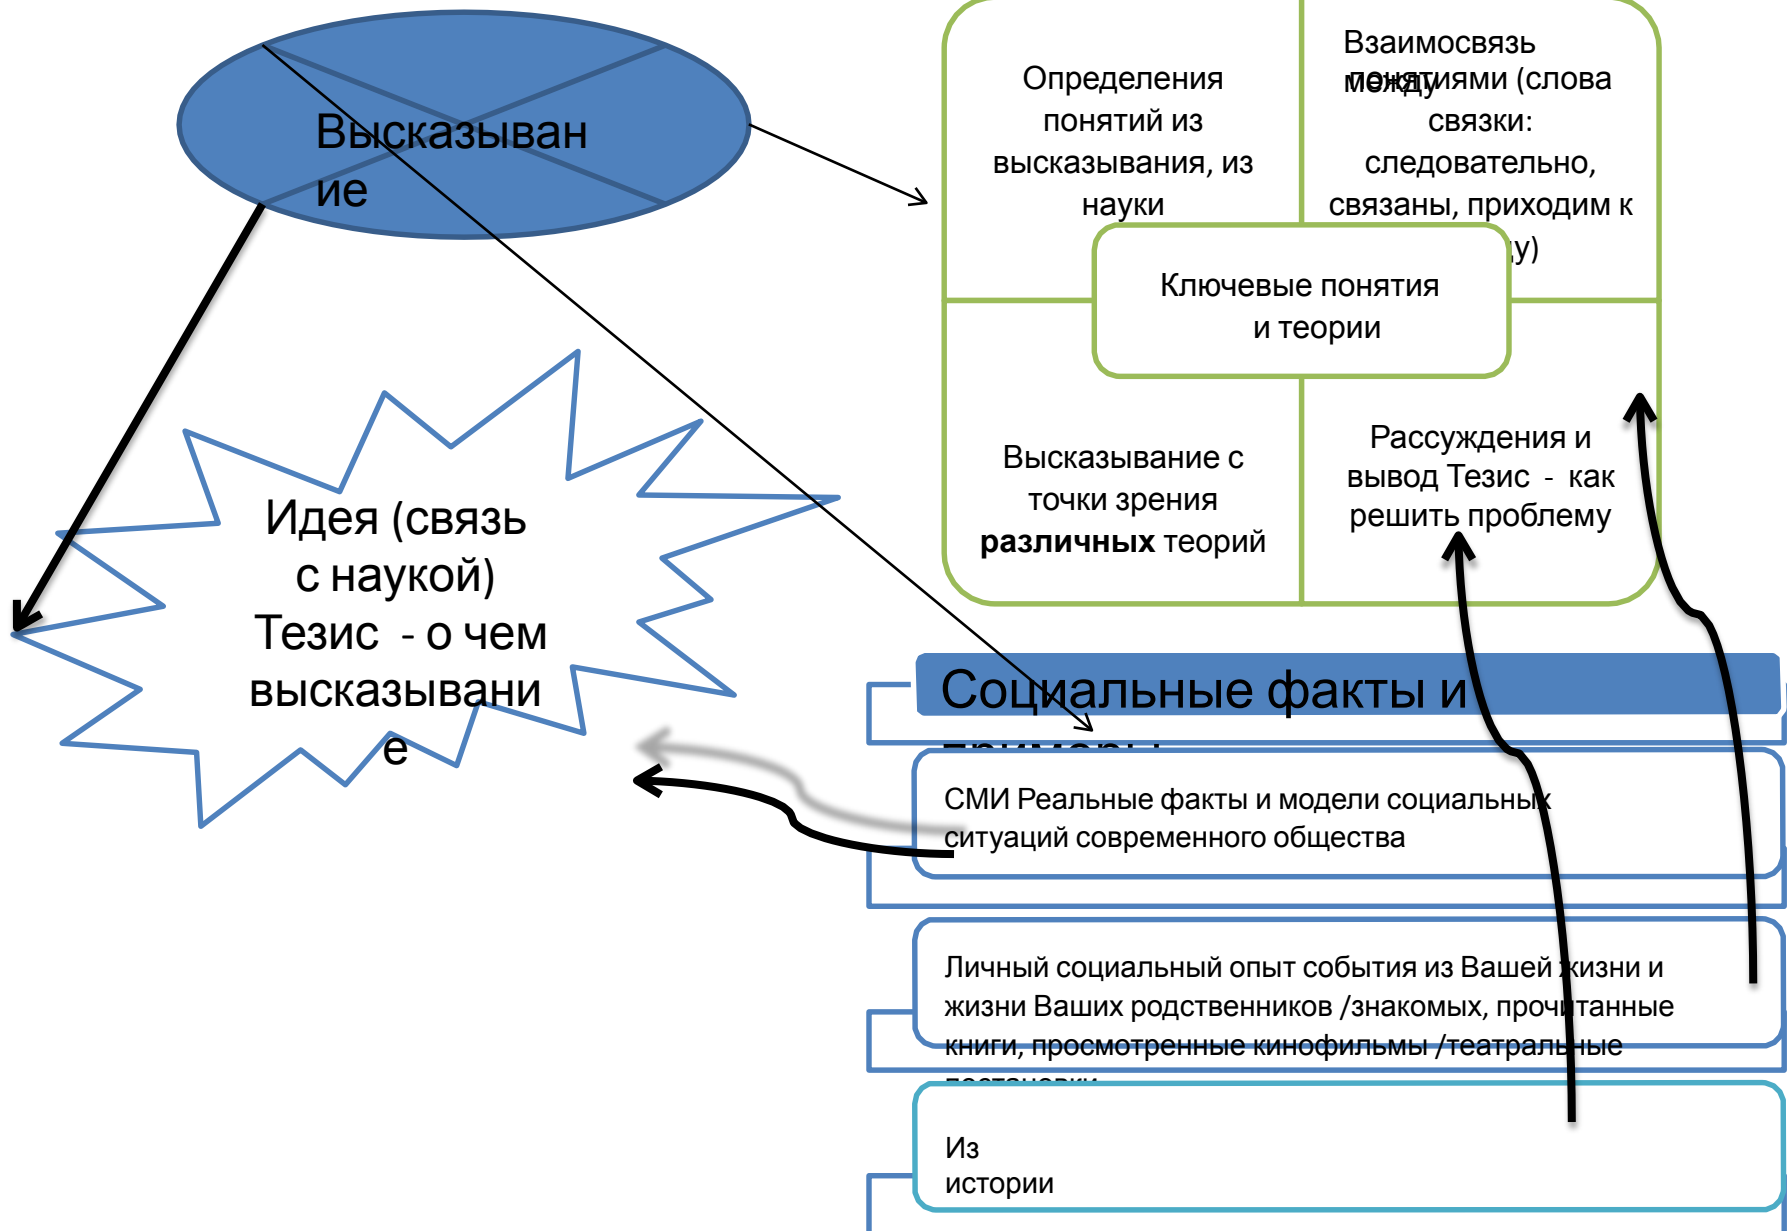 Высказыван
ие
Определения
понятий из
высказывания, из
науки
Взаимосвязь
между
понятиями (слова
связки:
следовательно,
связаны, приходим к
у)
Ключевые понятия
и теории
Высказывание с
точки зрения
различных теорий
Рассуждения и
вывод Тезис - как
решить проблему
Идея (связь
с наукой)
Тезис - о чем
высказывани
е
Социальные факты и
примеры
СМИ Реальные факты и модели социальных
ситуаций современного общества
Личный социальный опыт события из Вашей жизни и
жизни Ваших родственников /знакомых, прочитанные
книги, просмотренные кинофильмы /театральные
постановки
Из
истории